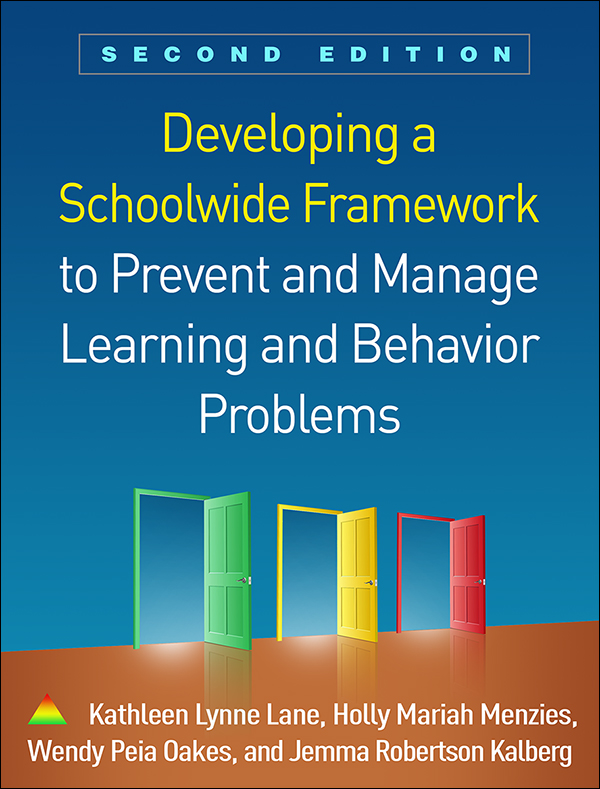 SECOND EDITION
Developing a
Schoolwide Framework
to Prevent and Manage
Learning and Behavior
Problems
Kathleen Lynne Lane, Holly Mariah Menzies,
Wendy Peia Oakes, and Jemma Robertson Kalberg